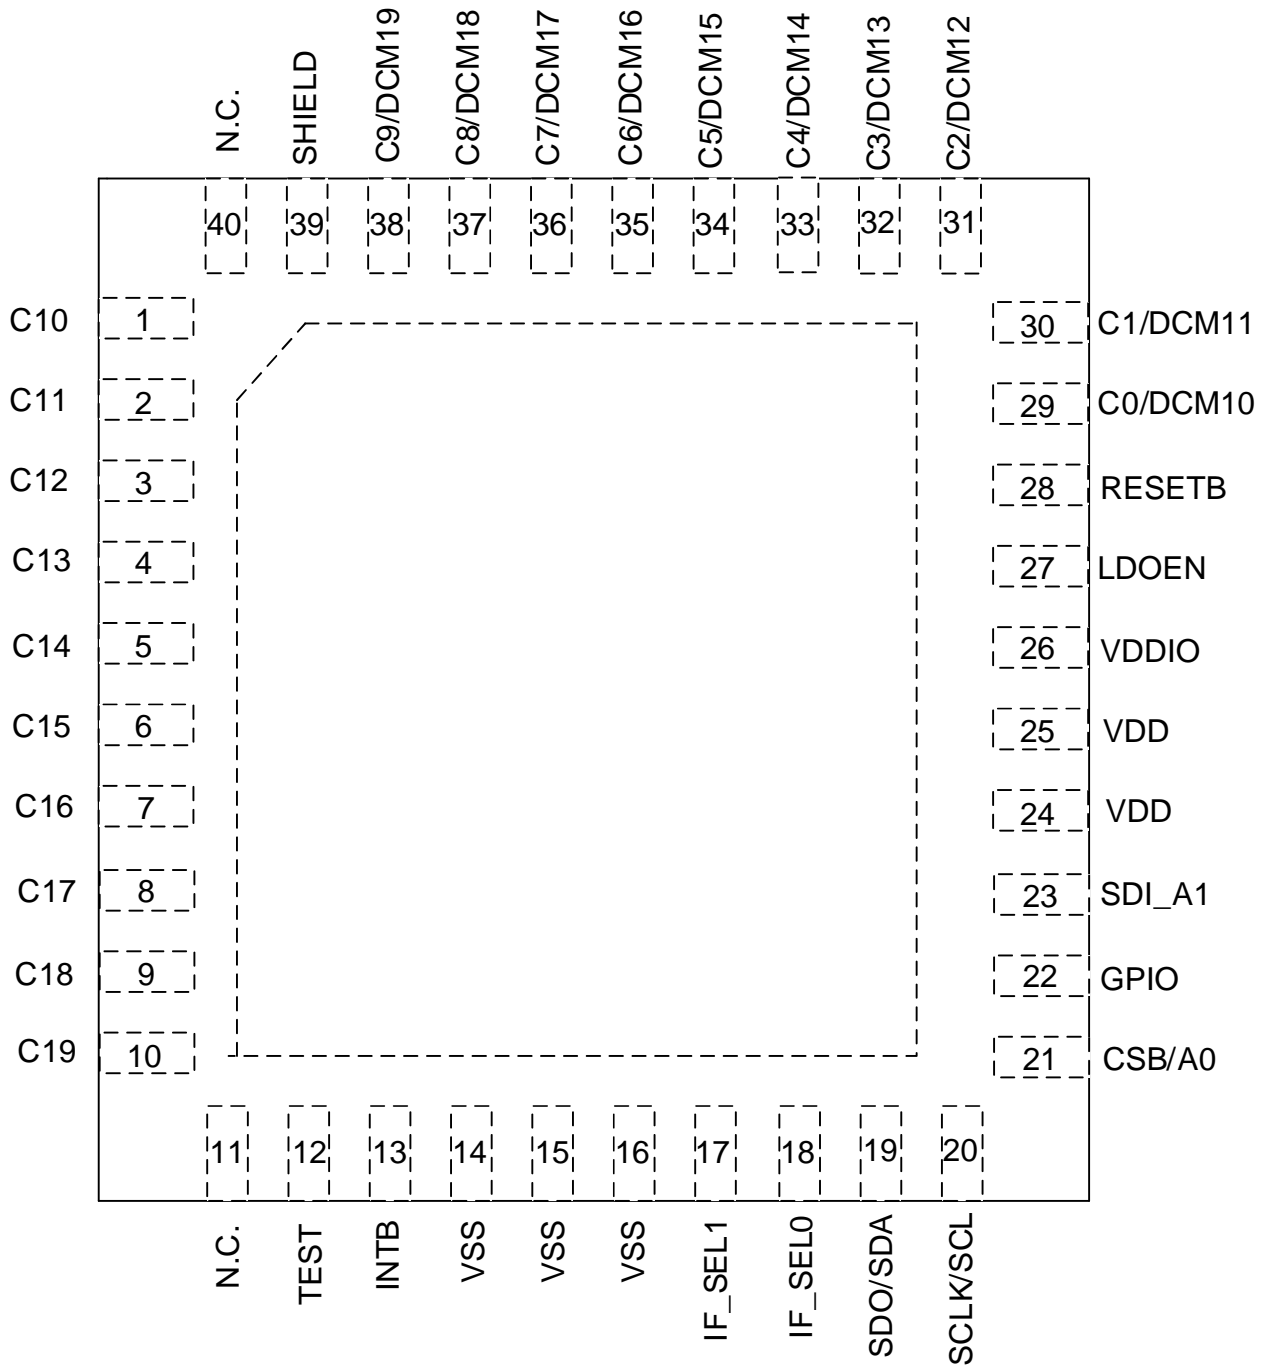 N.C.
SHIELD
C9/DCM19
C8/DCM18
C7/DCM17
C6/DCM16
C5/DCM15
C4/DCM14
C3/DCM13
C2/DCM12
40
39
38
37
36
35
34
33
32
31
C10
1
C11
2
C12
3
C13
4
C14
5
C15
6
C16
7
C17
8
C18
9
C19
10
30
C1/DCM11
29
C0/DCM10
28
RESETB
27
LDOEN
26
VDDIO
25
VDD
24
VDD
23
SDI_A1
22
GPIO
21
CSB/A0
11
12
13
14
15
16
17
18
19
20
N.C.
TEST
INTB
VSS
VSS
VSS
IF_SEL1
IF_SEL0
SDO/SDA
SCLK/SCL